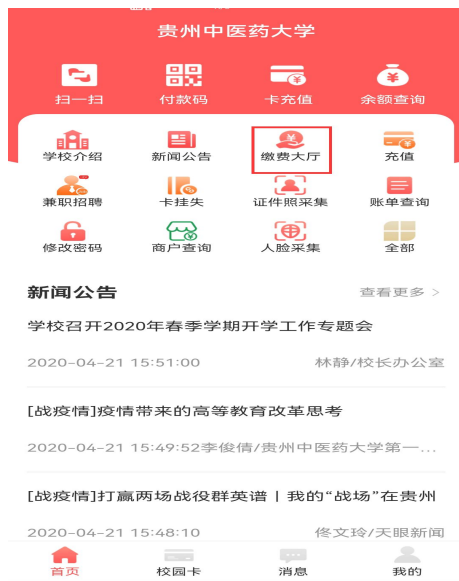 贵州中医药大学
扫一扫 付款码 卡充值 余额查询
学校介绍 新闻公告 缴费大厅 充值
兼职招聘 卡挂失 证件照采集 账单查询
修改密码 商户查询 人脸采集 全部
新闻公告 查看更多 >
学校召开2020年春季学期开学工作专题会
2020-04-21 15:51:00 林静/校长办公室
[战疫情]疫情带来的高等教育改革思考
2020-04-21 15:49:52李俊倩/贵州中医药大学第一...
[战疫情]打赢两场战役群英谱丨我的“战场”在贵州
2020-04-21 15:48:10 佟文玲/天眼新闻
首页 校园卡 消息 我的